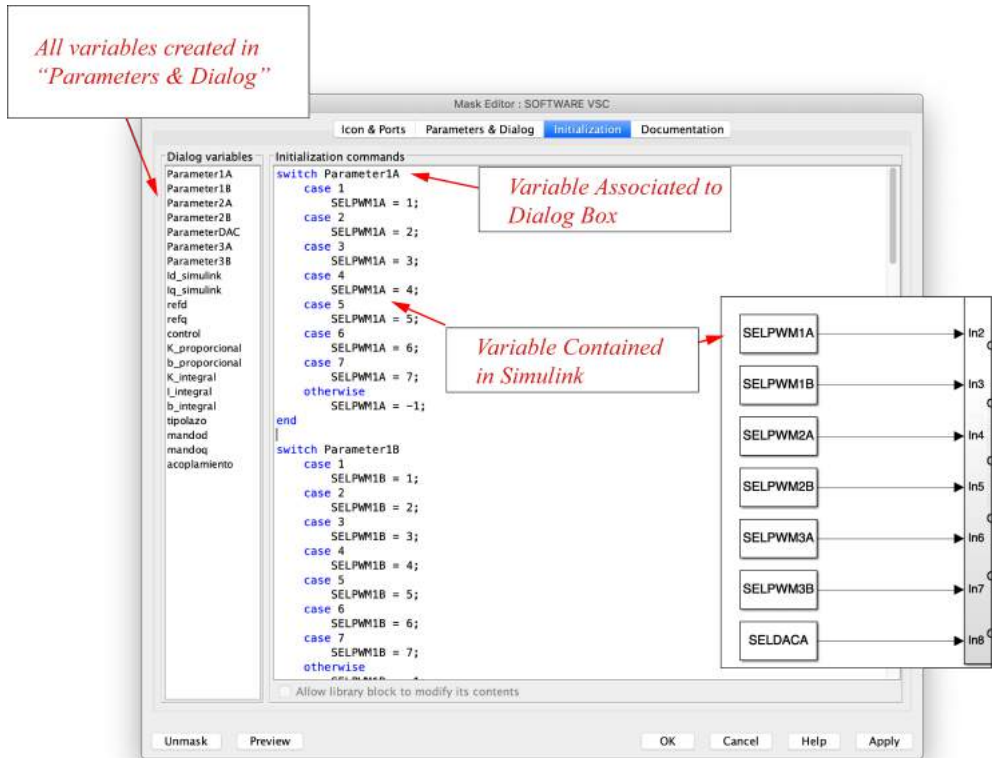 All variables created in
“Parameters & Dialog”
Mask Editor : SOFTWARE VSC
Icon & Ports Parameters & Dialog Initialization Documentation
Dialog variables
Parameter1A
Parameter1B
Parameter2A
Parameter2B
ParameterDAC
Parameter3A
Parameter3B
Id_simulink
Iq_simulink
refd
refq
control
K_proporcional
b_proporcional
K_integral
I_integral
b_integral
tipolazo
mandod
mandoq
acoplamiento
Initialization commands
switch Parameter1A
case 1
SELPWM1A = 1;
case 2
SELPWM1A = 2;
case 3
SELPWM1A = 3;
case 4
SELPWM1A = 4;
case 5
SELPWM1A = 5;
case 6
SELPWM1A = 6;
case 7
SELPWM1A = 7;
otherwise
SELPWM1A = -1;
end
switch Parameter1B
case 1
SELPWM1B = 1;
case 2
SELPWM1B = 2;
case 3
SELPWM1B = 3;
case 4
SELPWM1B = 4;
case 5
SELPWM1B = 5;
case 6
SELPWM1B = 6;
case 7
SELPWM1B = 7;
otherwise
Variable Associated to
Dialog Box
Variable Contained
in Simulink
SELPWM1A In2
SELPWM1B In3
SELPWM2A In4
SELPWM2B In5
SELPWM3A In6
SELPWM3B In7
SELDACA In8
Allow library block to modify its contents
Unmask Preview OK Cancel Help Apply